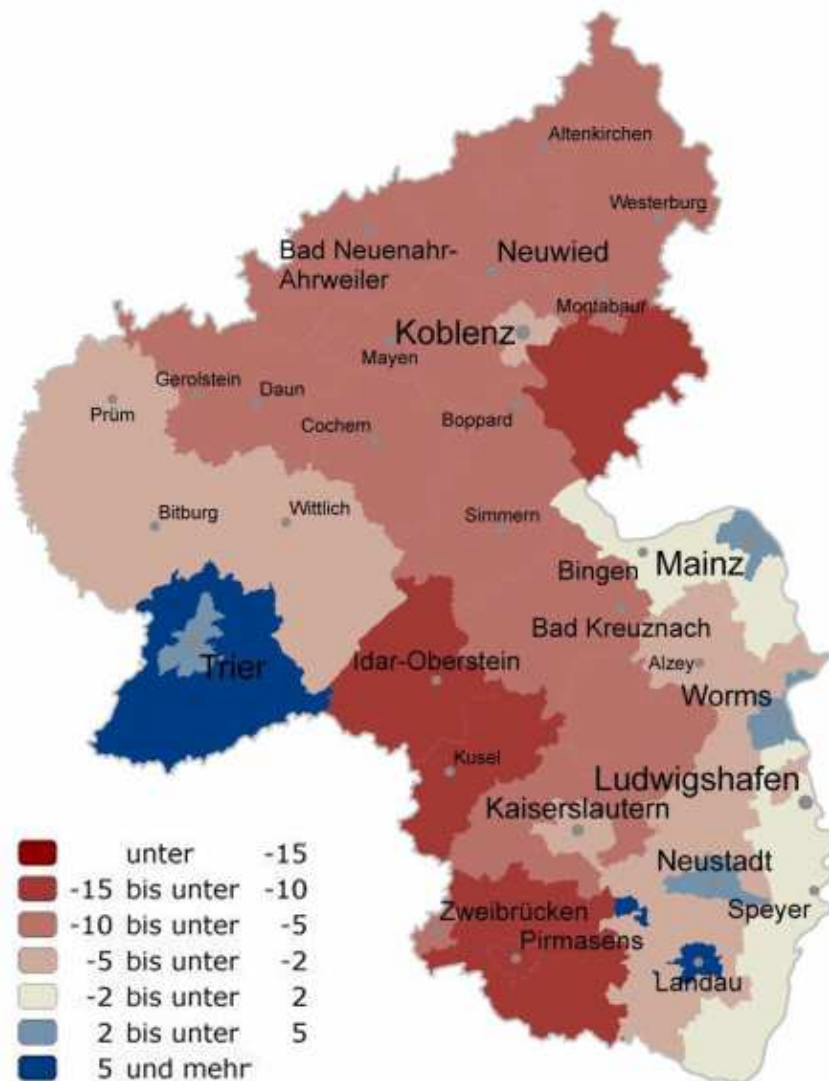 Altenkirchen
Westerburg
Bad Neuenahr-
Ahrweiler
Neuwied
Montabaur
Koblenz
Mayen
Gerolstein
Daun
Prüm
Boppard
Cochem
Bitburg
Wittlich
Simmern
Bingen
Mainz
Bad Kreuznach
Trier
Idar-Oberstein
Alzey
Worms
Kusel
Ludwigshafen
Kaiserslautern
Neustadt
Speyer
Zweibrücken
Pirmasens
Landau
unter -15
-15 bis unter -10
-10 bis unter -5
-5 bis unter -2
-2 bis unter 2
2 bis unter 5
5 und mehr